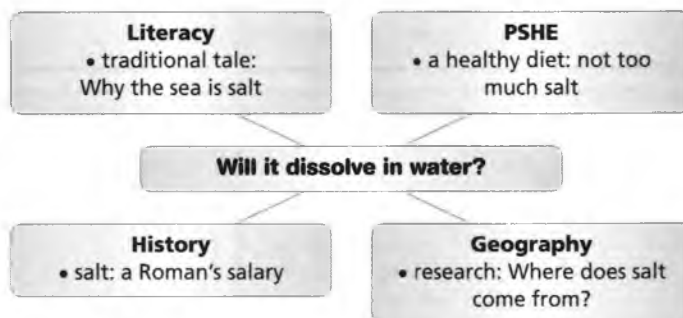 Literacy
• traditional tale:
Why the sea is salt
PSHE
• a healthy diet: not too
much salt
Will it dissolve in water?
History
• salt: a Roman's salary
Geography
• research: Where does salt
come from?